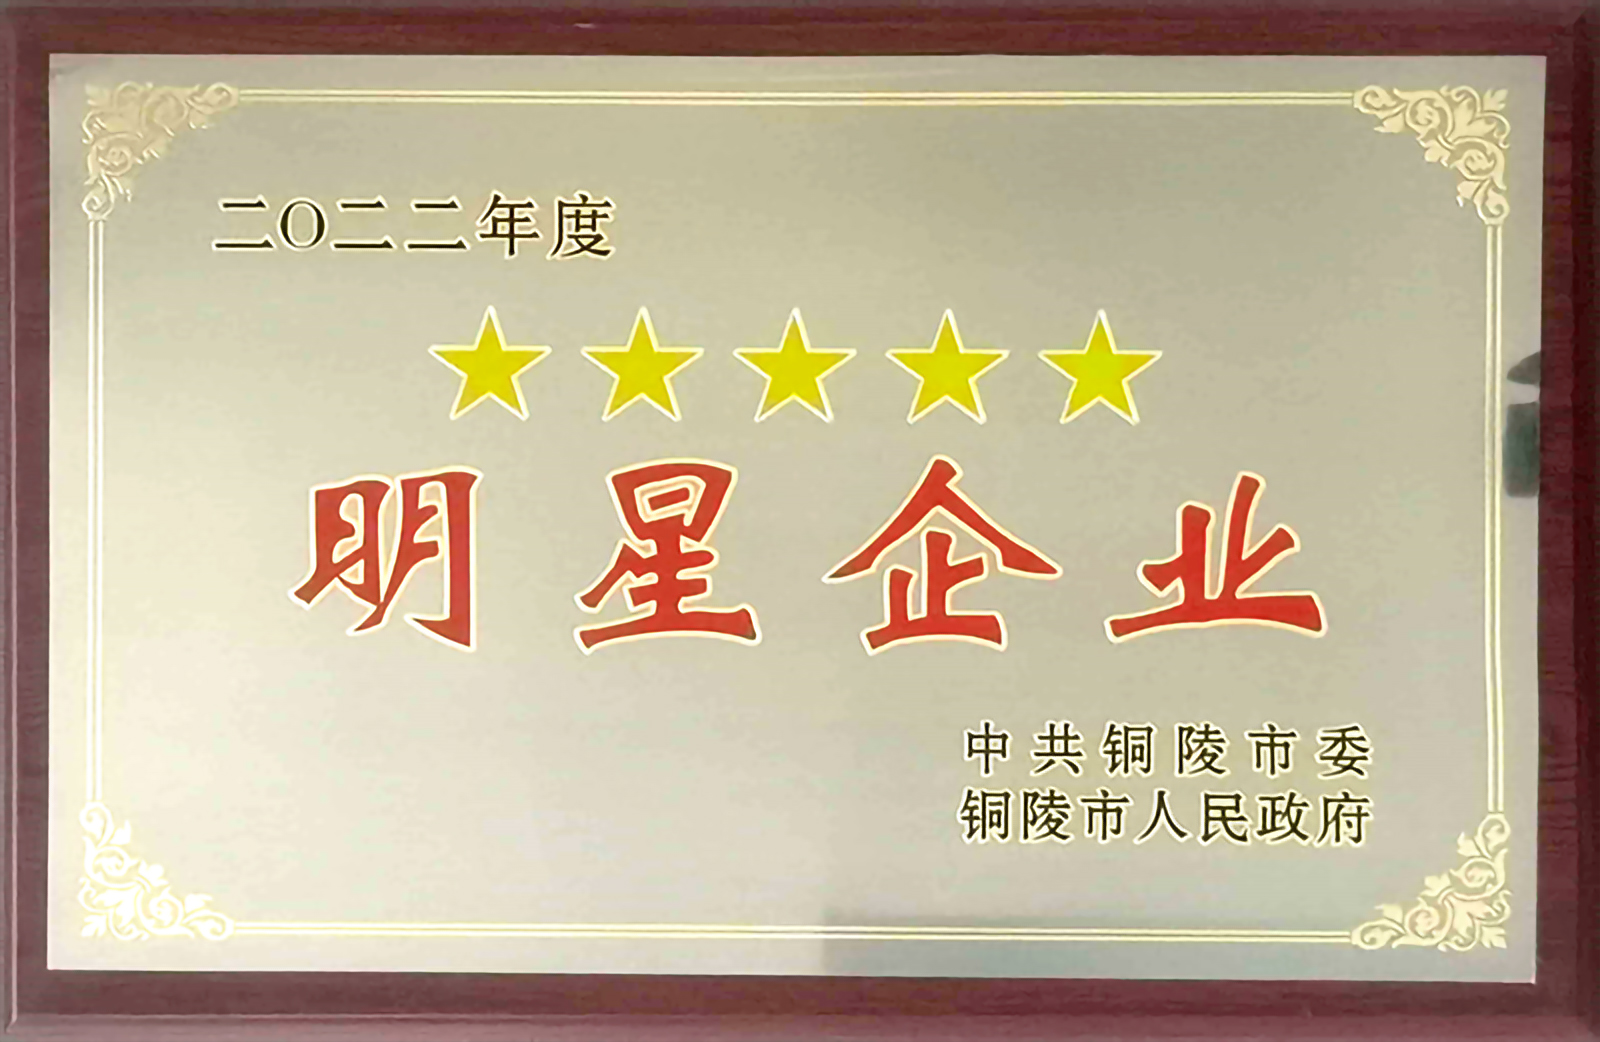 二〇二二年度
明星企业
中共铜陵市委
铜陵市人民政府